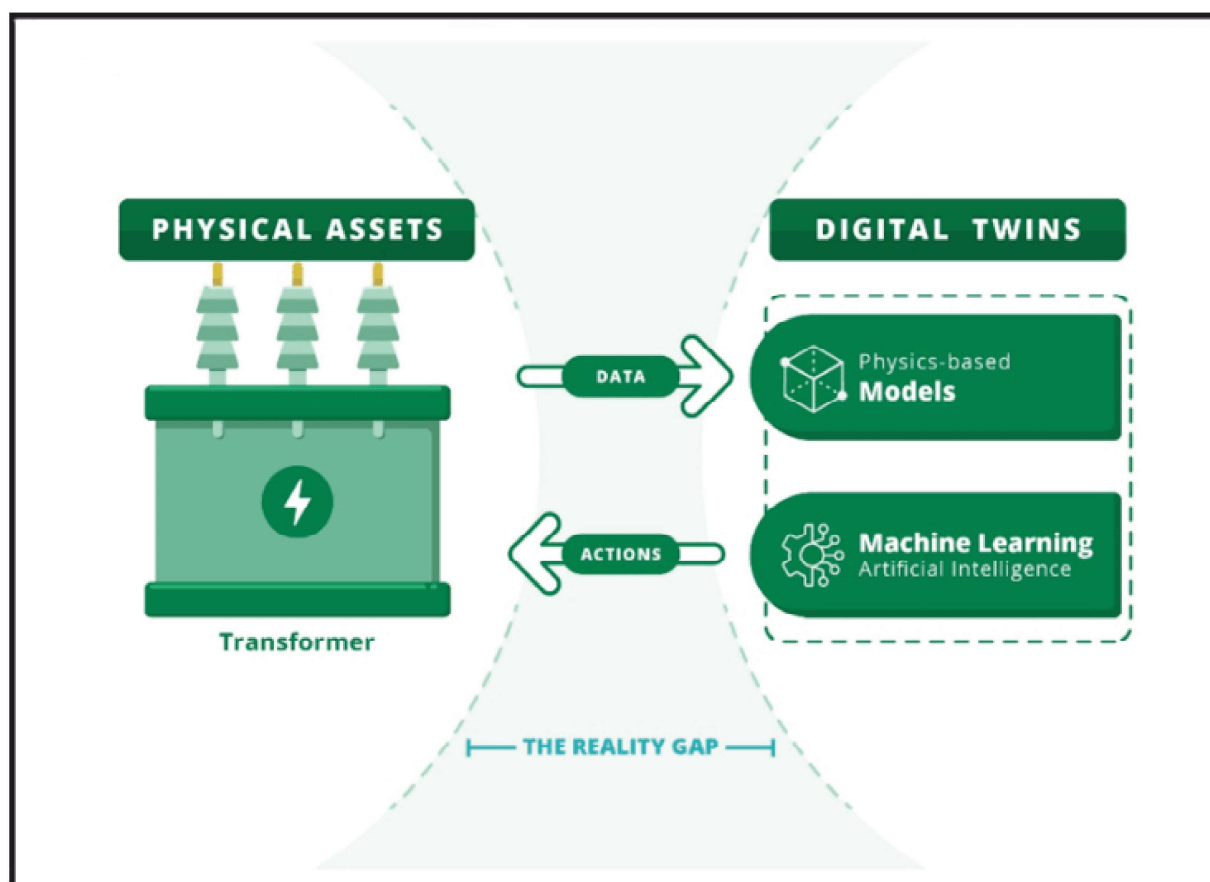 PHYSICAL ASSETS
DIGITAL TWINS
DATA
Physics-based
Models
ACTIONS
Machine Learning
Artificial Intelligence
Transformer
THE REALITY GAP